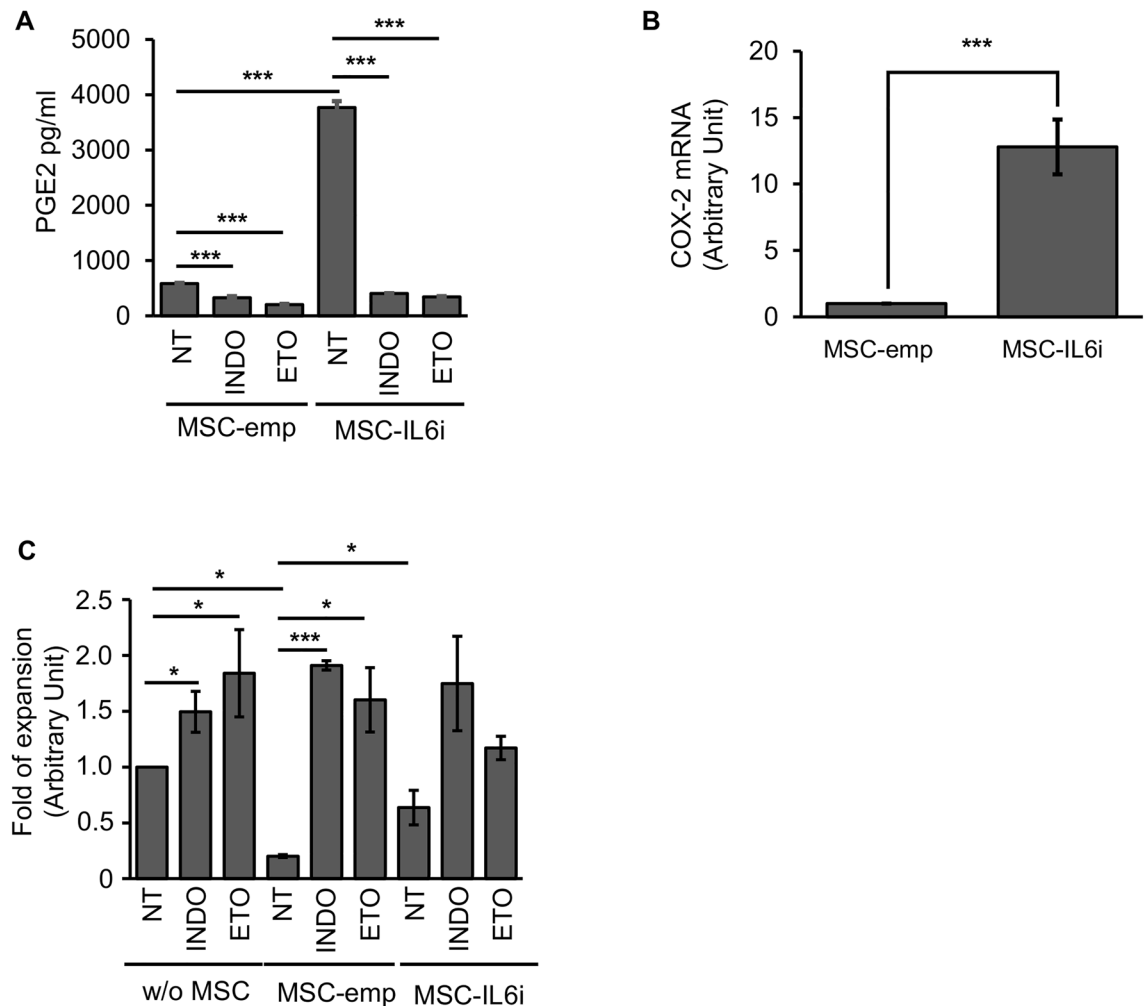 A
PGE2 pg/ml
5000
4000
3000
2000
1000
0
***
***
***
***
***
NT
INDO
ETO
NT
INDO
ETO
MSC-emp
MSC-IL6i
B
COX-2 mRNA
(Arbitrary Unit)
20
15
10
5
0
***
MSC-emp
MSC-IL6i
C
Fold of expansion
(Arbitrary Unit)
2.5
2.0
1.5
1.0
0.5
0
*
*
*
*
*
***
NT
INDO
ETO
NT
INDO
ETO
NT
INDO
ETO
w/o MSC
MSC-emp
MSC-IL6i